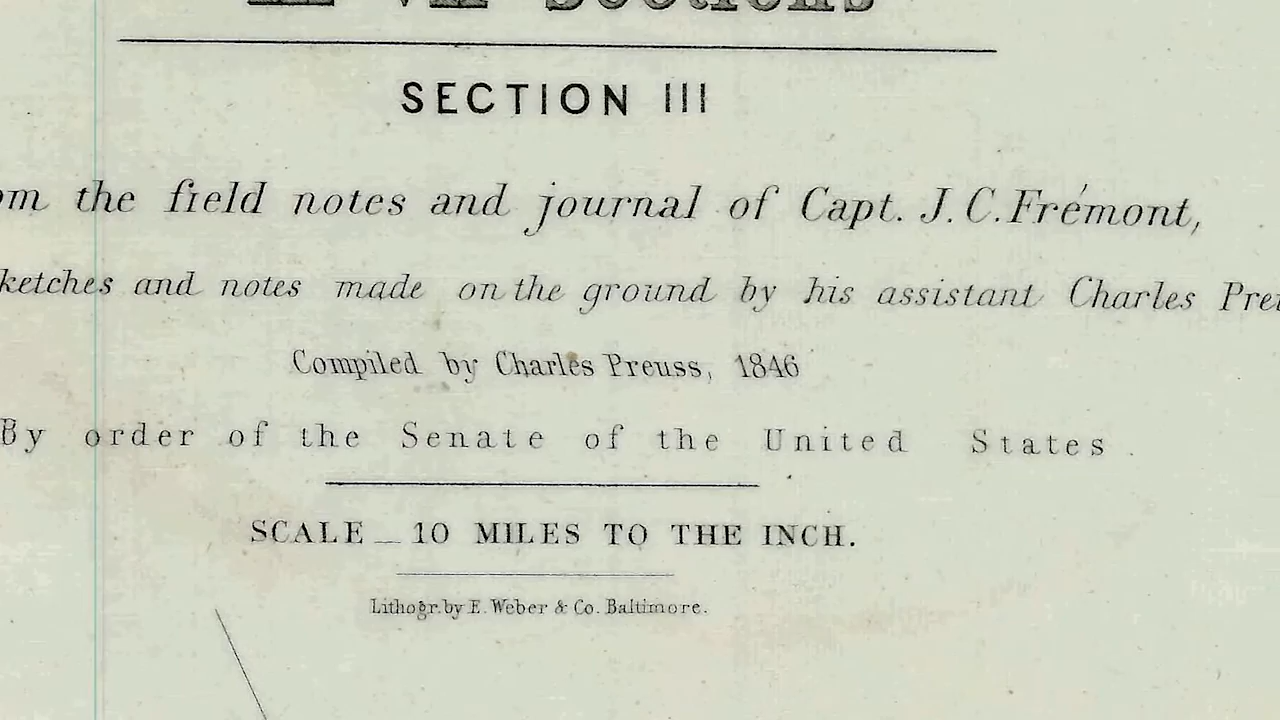 VII Sections
SECTION III
the field notes and journal of Capt. J. C. Frémont,
and notes made on the ground by his assistant Charles
Compiled by Charles Preuss, 1846
By order of the Senate of the United States.
SCALE _ 10 MILES TO THE INCH.
Lithogr. by E. Weber & Co. Baltimore.